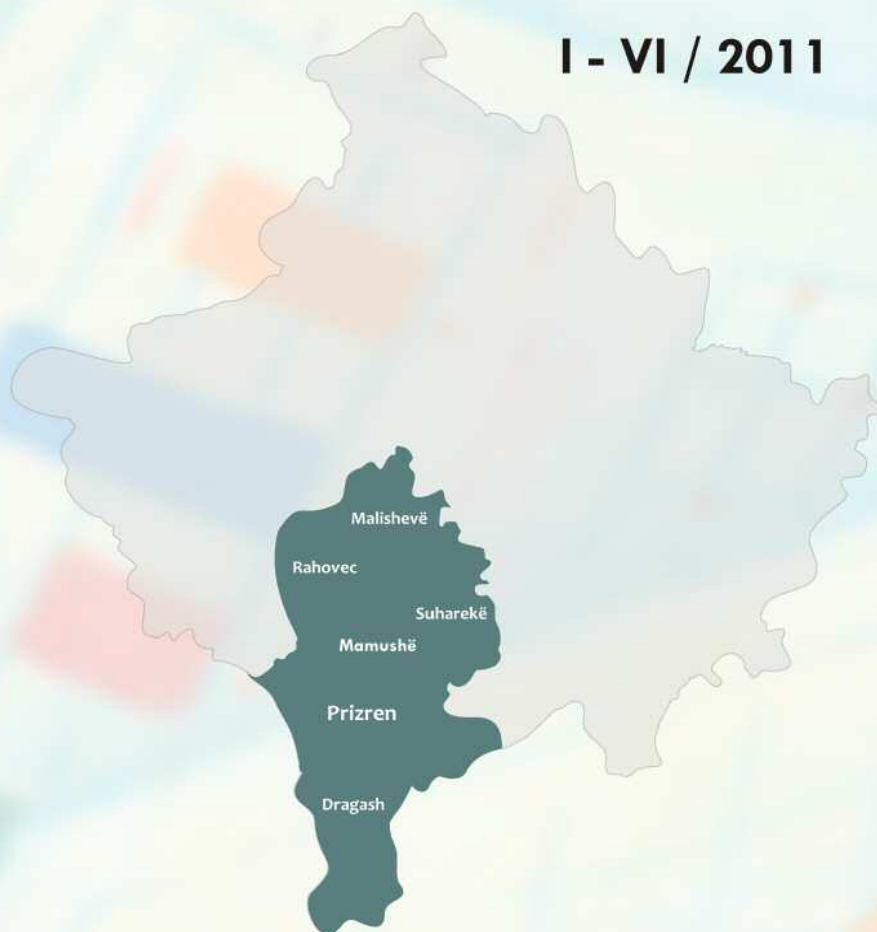 I - VI / 2011
Malishevë
Rahovec
Suharekë
Mamushë
Prizren
Dragash